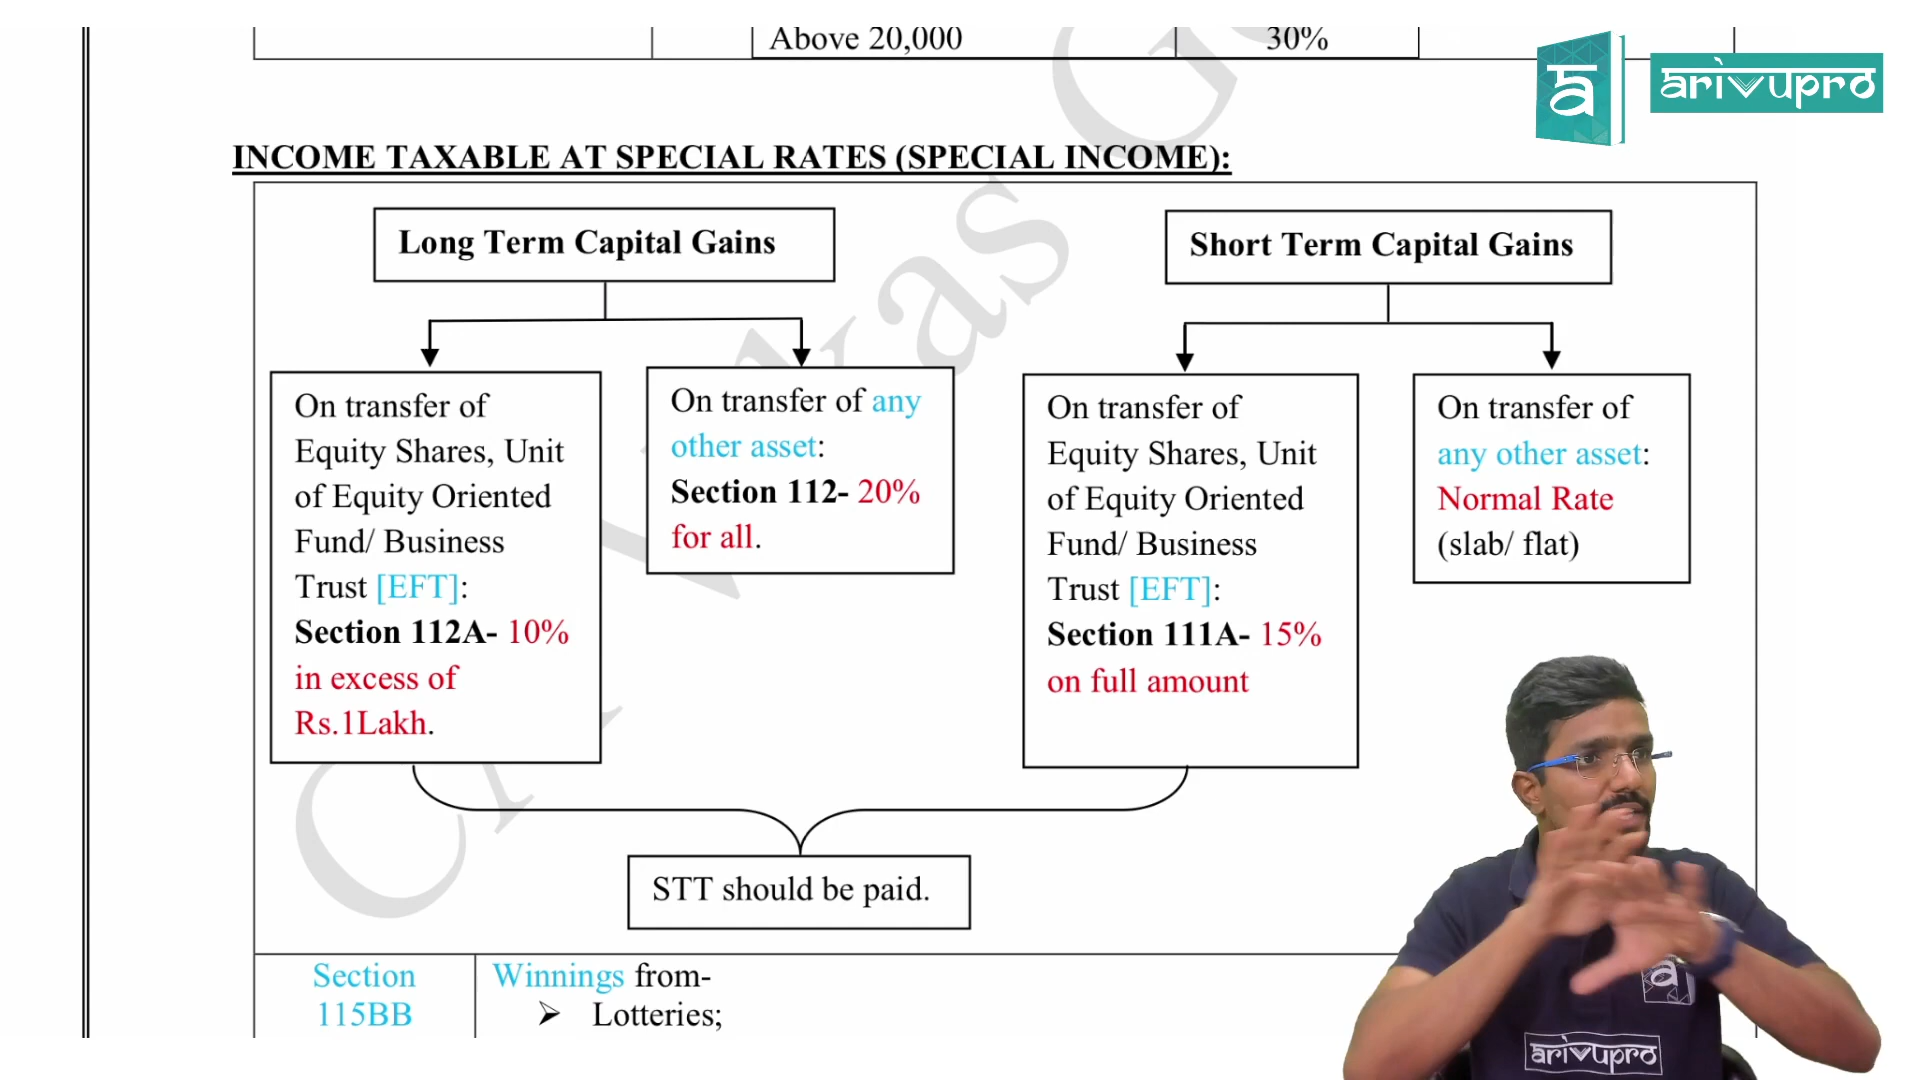 Above 20,000
30%
ā
arivupro
INCOME TAXABLE AT SPECIAL RATES (SPECIAL INCOME):
Long Term Capital Gains
Short Term Capital Gains
On transfer of
Equity Shares, Unit
of Equity Oriented
Fund/ Business
Trust [EFT]:
Section 112A- 10%
in excess of
Rs.1Lakh.
On transfer of any
other asset:
Section 112- 20%
for all.
On transfer of
Equity Shares, Unit
of Equity Oriented
Fund/ Business
Trust [EFT]:
Section 111A- 15%
on full amount
On transfer of
any other asset:
Normal Rate
(slab/ flat)
STT should be paid.
Section
115BB
Winnings from-
➢ Lotteries;
ā
arivupro